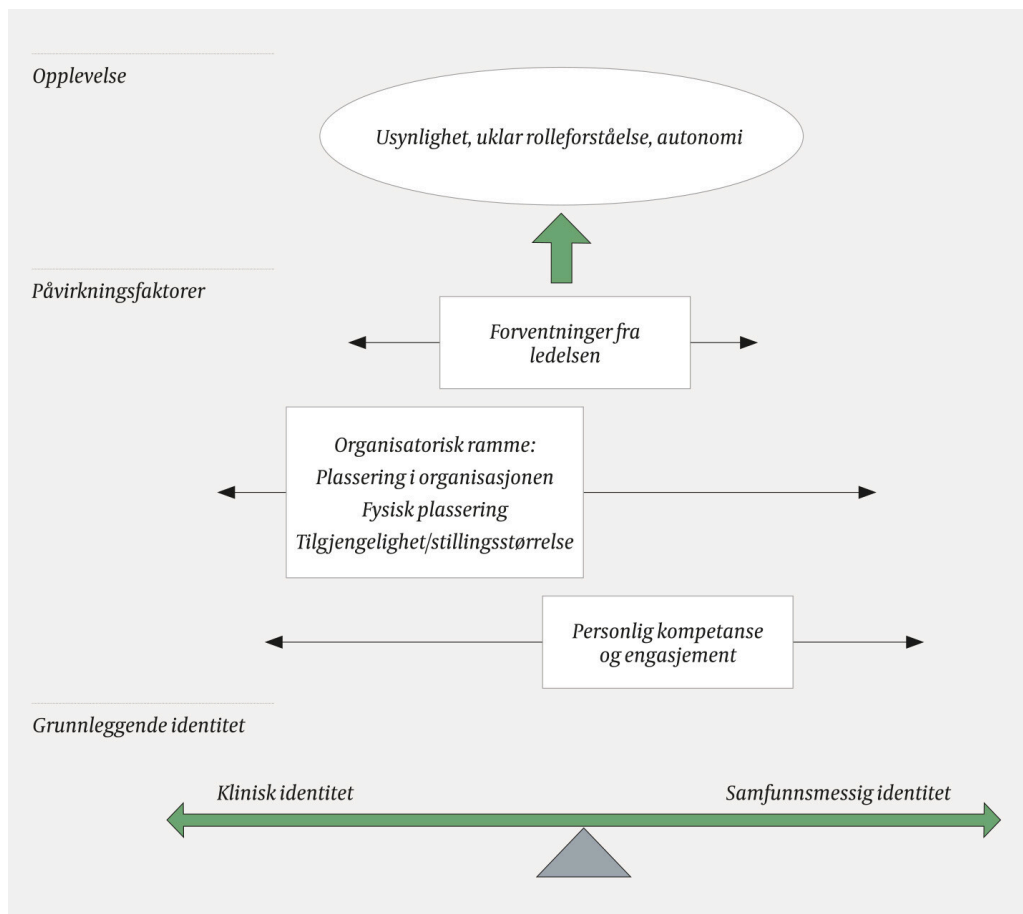 Opplevelse
Usynlighet, uklar rolleforståelse, autonomi
Påvirkningsfaktorer
Forventninger fra
ledelsen
Organisatorisk ramme:
Plassering i organisasjonen
Fysisk plassering
Tilgjengelighet/stillingsstørrelse
Personlig kompetanse
og engasjement
Grunnleggende identitet
Klinisk identitet
Samfunnsmessig identitet